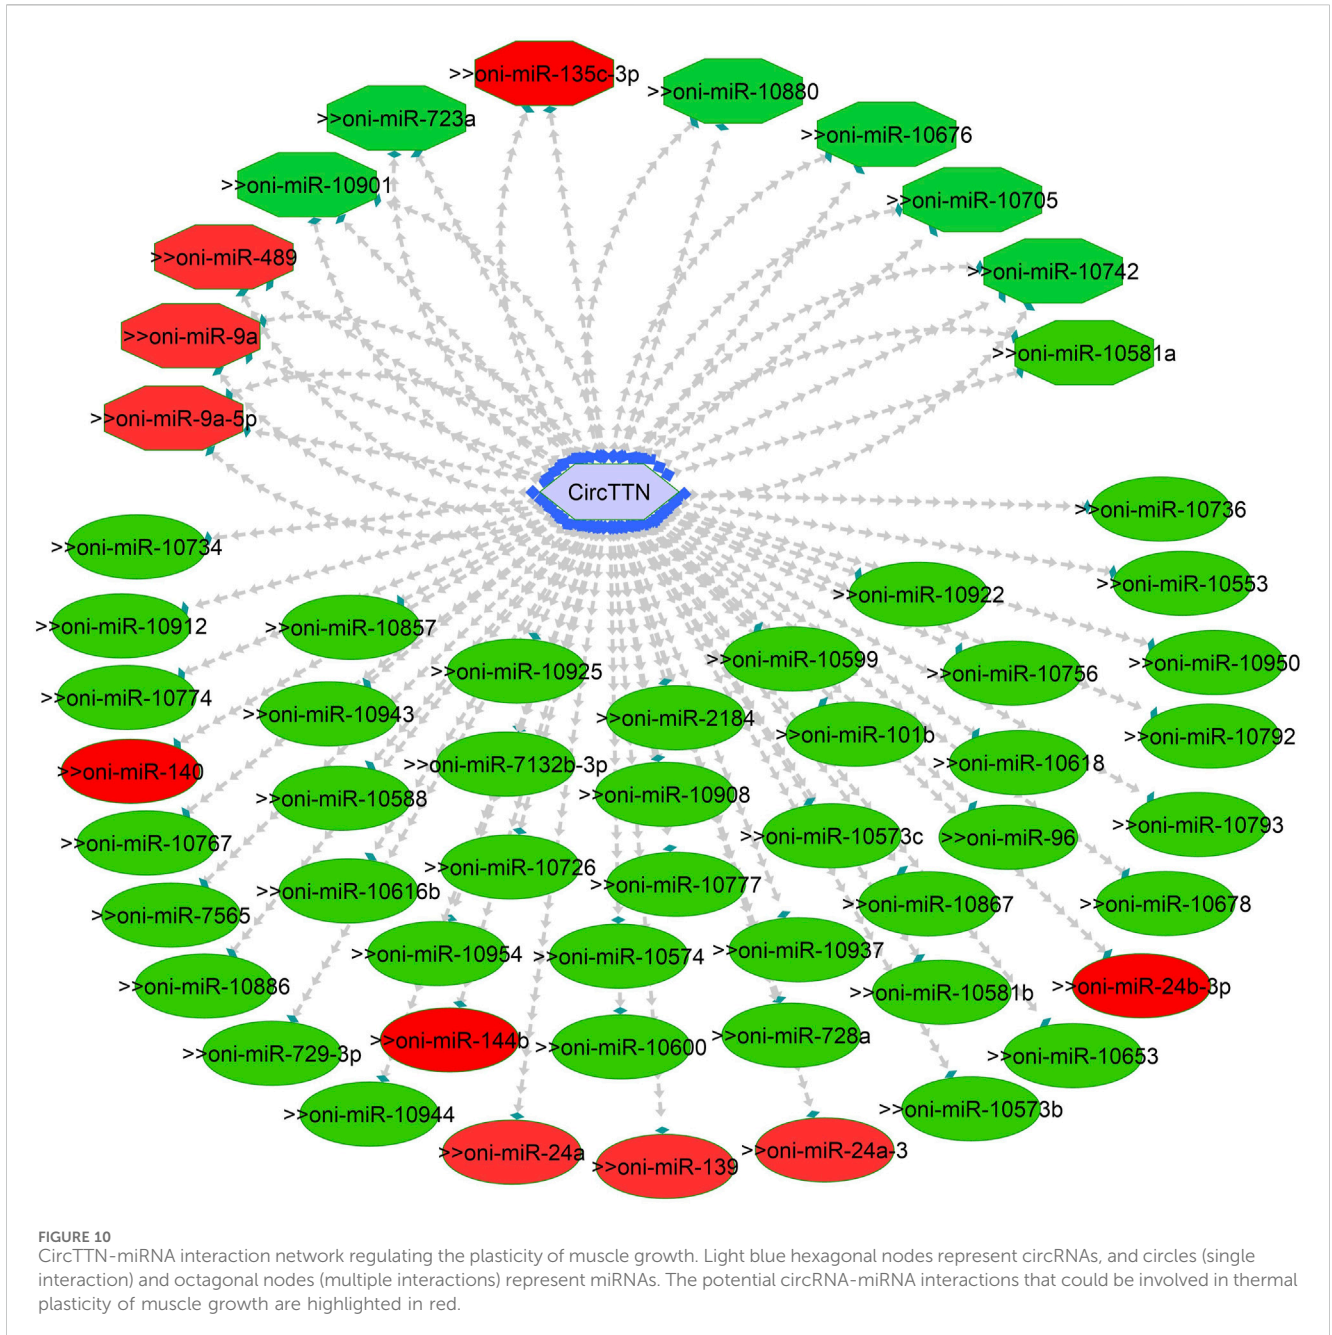 >>oni-miR-135c-3p
>>oni-miR-10880
>>oni-miR-723a
>>oni-miR-10676
>>oni-miR-10901
>>oni-miR-10705
>>oni-miR-489
>>oni-miR-10742
>>oni-miR-9a
>>oni-miR-10581a
>>oni-miR-9a-5p
CircTTN
>>oni-miR-10736
>>oni-miR-10734
>>oni-miR-10553
>>oni-miR-10922
>>oni-miR-10912
>>oni-miR-10857
>>oni-miR-10599
>>oni-miR-10950
>>oni-miR-10925
>>oni-miR-10756
>>oni-miR-10774
>>oni-miR-10943
>>oni-miR-2184
>>oni-miR-101b
>>oni-miR-10792
>>oni-miR-140
>>oni-miR-7132b-3p
>>oni-miR-10618
>>oni-miR-10588
>>oni-miR-10908
>>oni-miR-10793
>>oni-miR-10573c
>>oni-miR-96
>>oni-miR-10767
>>oni-miR-10726
>>oni-miR-10777
>>oni-miR-10616b
>>oni-miR-10867
>>oni-miR-10678
>>oni-miR-7565
>>oni-miR-10954
>>oni-miR-10574
>>oni-miR-10937
>>oni-miR-10886
>>oni-miR-10581b
>>oni-miR-24b-3p
>>oni-miR-144b
>>oni-miR-10600
>>oni-miR-728a
>>oni-miR-729-3p
>>oni-miR-10653
>>oni-miR-10944
>>oni-miR-10573b
>>oni-miR-24a
>>oni-miR-139
>>oni-miR-24a-3
FIGURE 10
CircTTN-miRNA interaction network regulating the plasticity of muscle growth. Light blue hexagonal nodes represent circRNAs, and circles (single
interaction) and octagonal nodes (multiple interactions) represent miRNAs. The potential circRNA-miRNA interactions that could be involved in thermal
plasticity of muscle growth are highlighted in red.